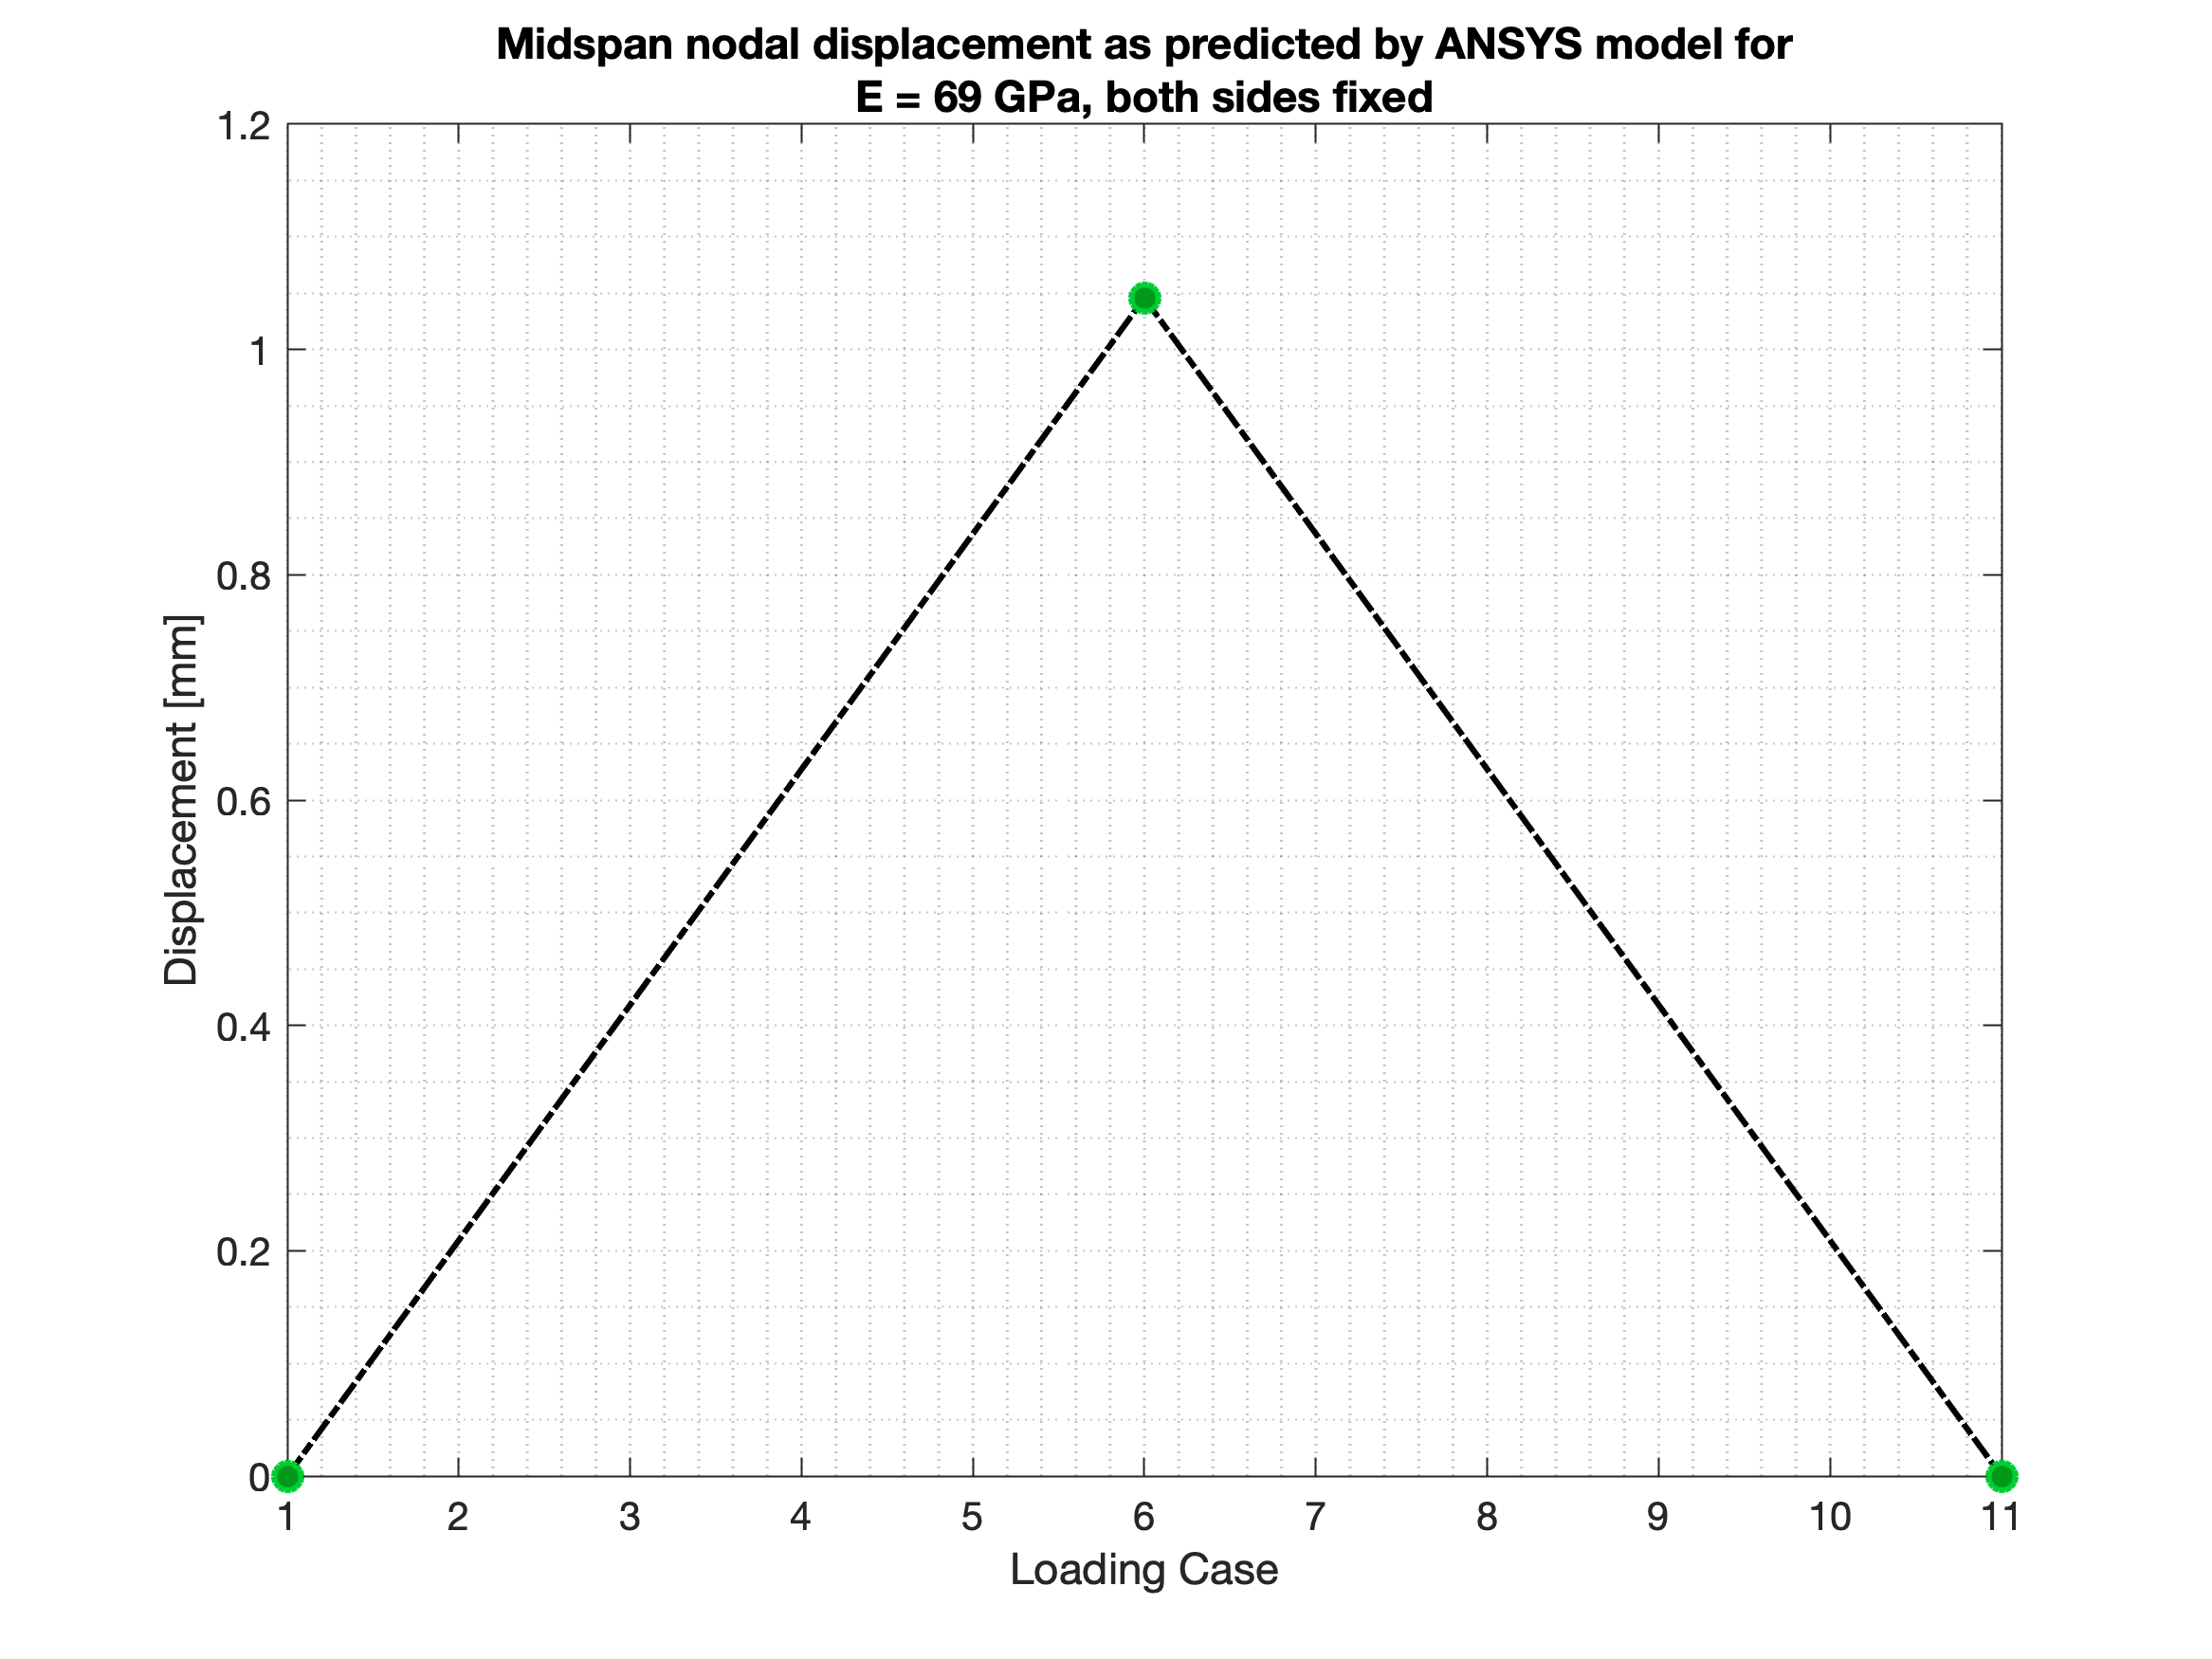 Midspan nodal displacement as predicted by ANSYS model for
E = 69 GPa, both sides fixed
1.2
1
0.8
0.6
0.4
0.2
0
Displacement [mm]
1 2 3 4 5 6 7 8 9 10 11
Loading Case